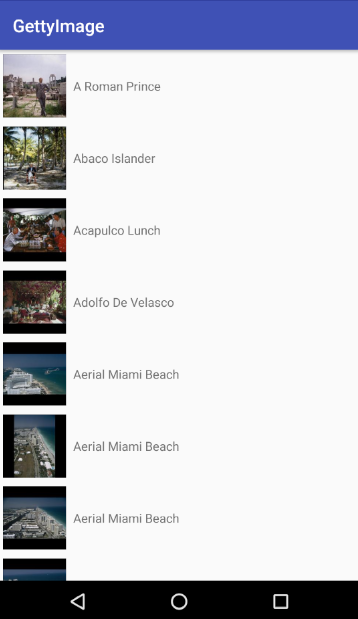 GettyImage
A Roman Prince
Abaco Islander
Acapulco Lunch
Adolfo De Velasco
Aerial Miami Beach
Aerial Miami Beach
Aerial Miami Beach